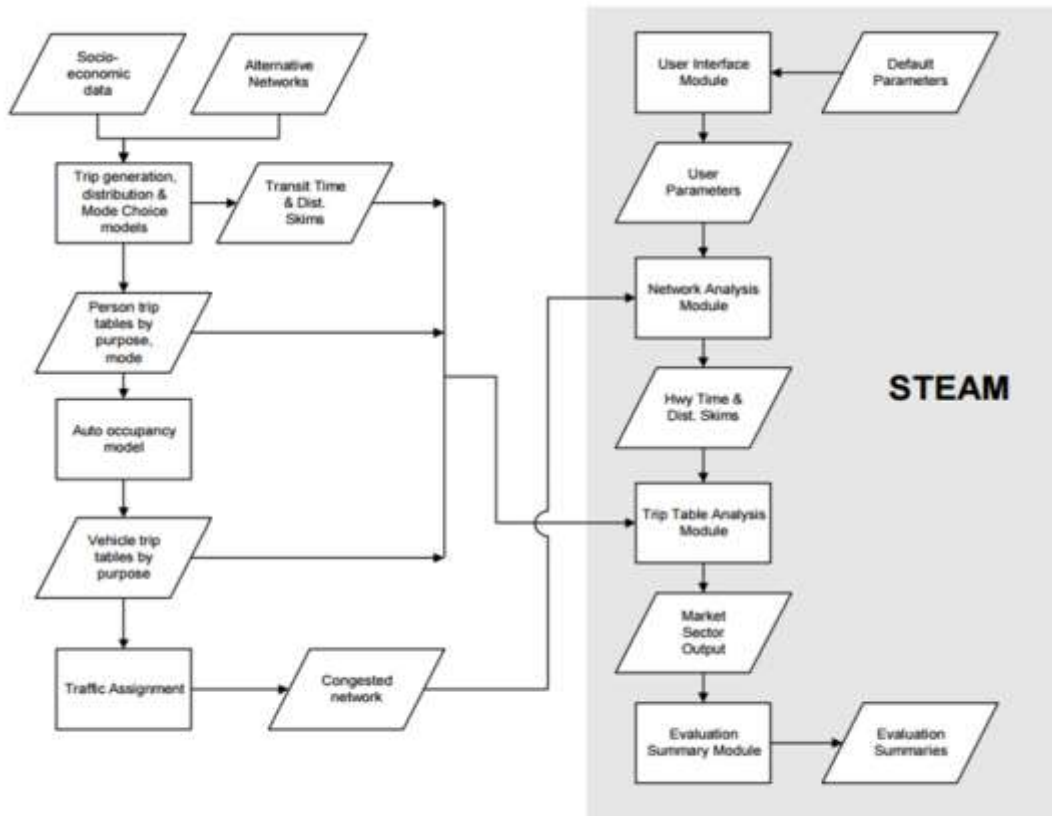 Socio-
economic
data
Alternative
Networks
Trip generation,
distribution &
Mode Choice
models
Transit Time
& Dist.
Skims
Person trip
tables by
purpose,
mode
Auto occupancy
model
Vehicle trip
tables by
purpose
Traffic Assignment
Congested
network
User Interface
Module
Default
Parameters
User
Parameters
Network Analysis
Module
Hwy Time &
Dist. Skims
STEAM
Trip Table Analysis
Module
Market
Sector
Output
Evaluation
Summary Module
Evaluation
Summaries